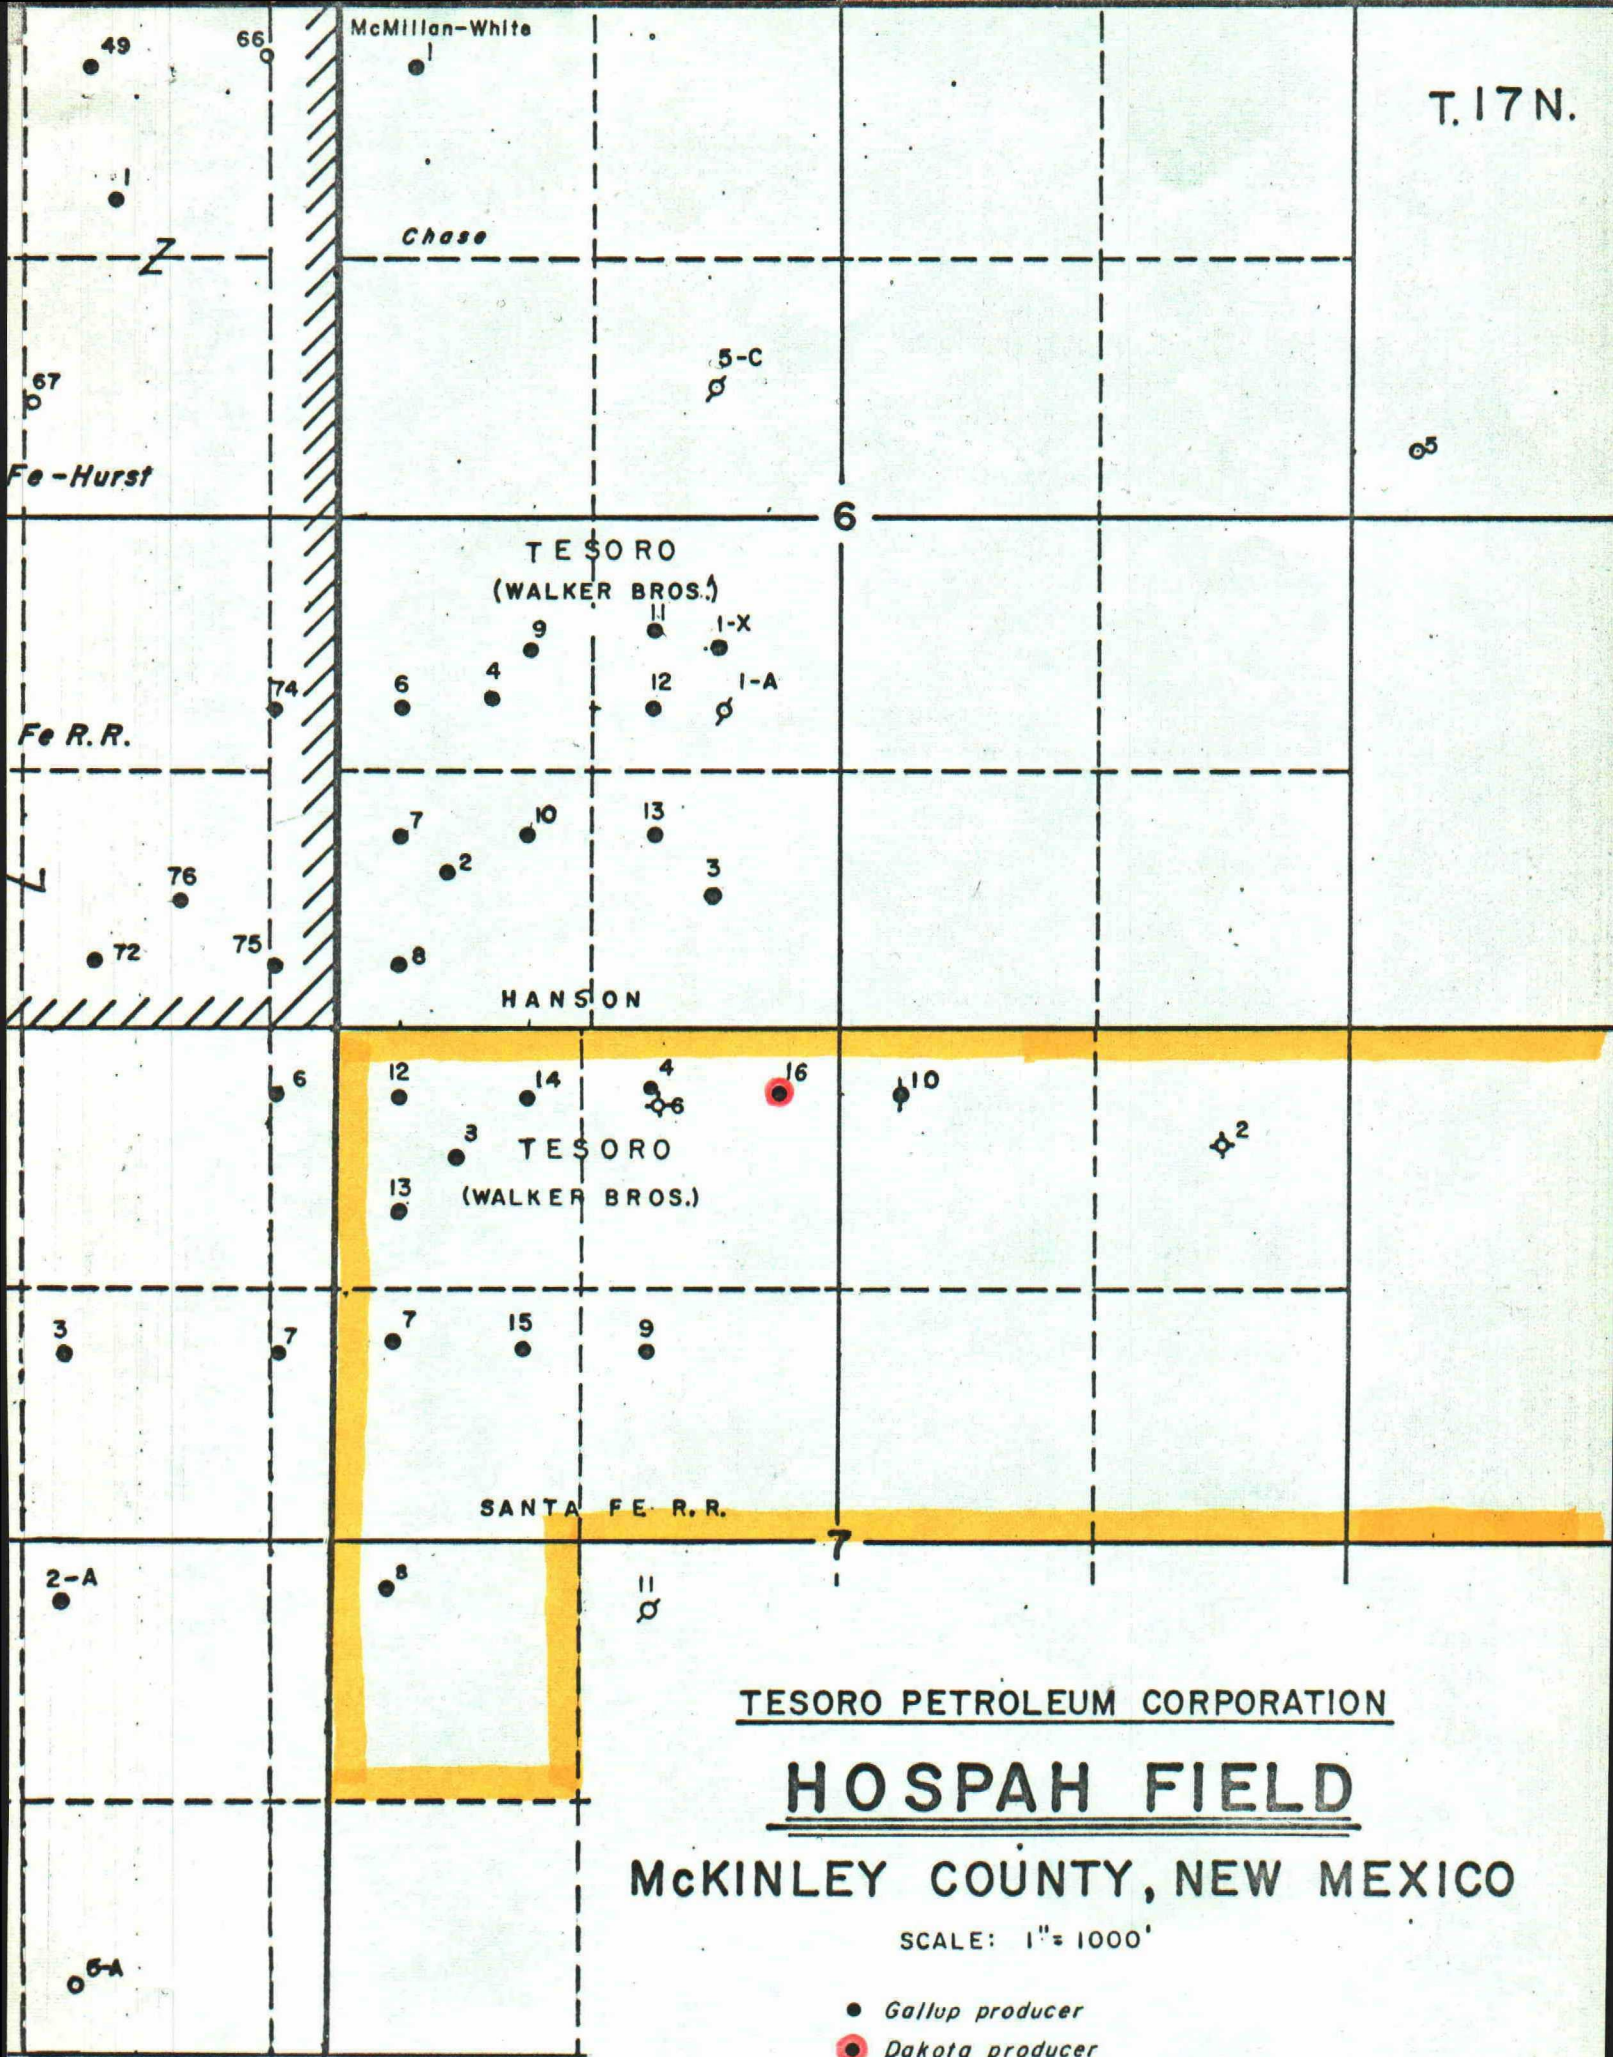 McMillan-White
49
66
1
T. 17 N.
1
Chase
5-C
67
5
Fe-Hurst
6
TESORO
(WALKER BROS.)
11
1-X
9
4
12
1-A
6
74
Fe R.R.
7
10
13
2
3
76
72
75
8
HANSON
6
12
14
4
6
16
10
2
3
TESORO
13
(WALKER BROS.)
3
7
7
15
9
SANTA FE R.R.
7
2-A
8
11
TESORO PETROLEUM CORPORATION
HOSPAH FIELD
McKINLEY COUNTY, NEW MEXICO
SCALE: 1"= 1000'
Gallup producer
Dakota producer